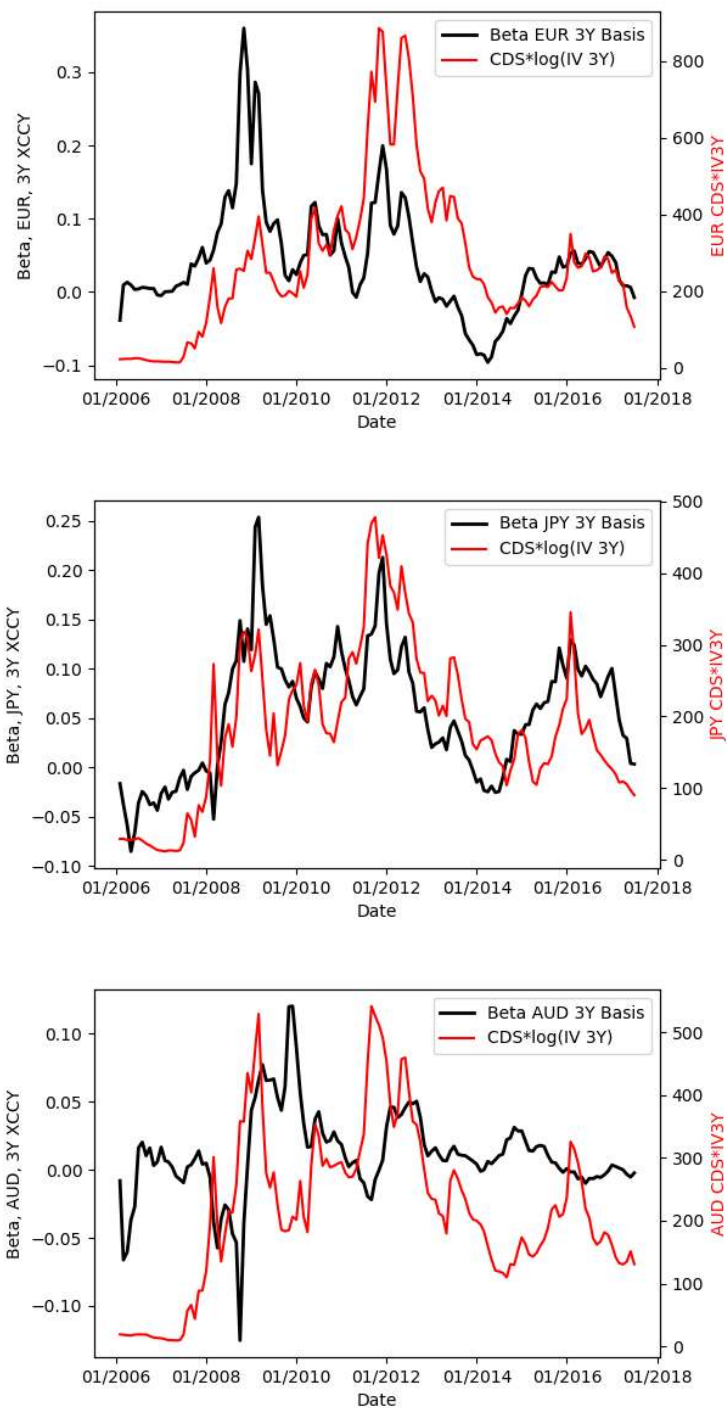 Beta EUR 3Y Basis
CDS*log(IV 3Y)
Beta, EUR, 3Y XCCY
0.3
0.2
0.1
0.0
−0.1
800
600
400
200
0
EUR CDS*IV3Y
01/2006 01/2008 01/2010 01/2012 01/2014 01/2016 01/2018
Date
Beta JPY 3Y Basis
CDS*log(IV 3Y)
Beta, JPY, 3Y XCCY
0.25
0.20
0.15
0.10
0.05
0.00
−0.05
−0.10
500
400
300
200
100
0
JPY CDS*IV3Y
01/2006 01/2008 01/2010 01/2012 01/2014 01/2016 01/2018
Date
Beta AUD 3Y Basis
CDS*log(IV 3Y)
Beta, AUD, 3Y XCCY
0.10
0.05
0.00
−0.05
−0.10
500
400
300
200
100
0
AUD CDS*IV3Y
01/2006 01/2008 01/2010 01/2012 01/2014 01/2016 01/2018
Date